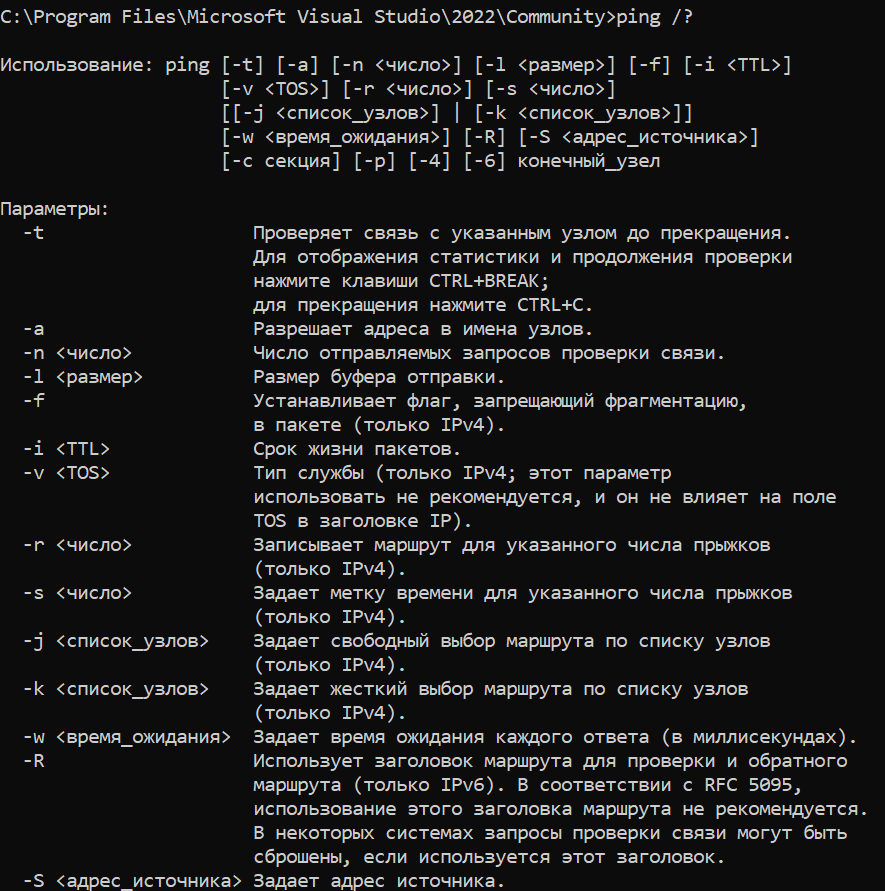 C:\Program Files\Microsoft Visual Studio\2022\Community>ping /?

Использование: ping [-t] [-a] [-n <число>] [-l <размер>] [-f] [-i <TTL>]
                    [-v <TOS>] [-r <число>] [-s <число>]
                    [[-j <список_узлов>] | [-k <список_узлов>]]
                    [-w <время_ожидания>] [-R] [-S <адрес_источника>]
                    [-c секция] [-p] [-4] [-6] конечный_узел

Параметры:
  -t                   Проверяет связь с указанным узлом до прекращения.
                       Для отображения статистики и продолжения проверки
                       нажмите клавиши CTRL+BREAK;
                       для прекращения нажмите CTRL+C.
  -a                   Разрешает адреса в имена узлов.
  -n <число>           Число отправляемых запросов проверки связи.
  -l <размер>          Размер буфера отправки.
  -f                   Устанавливает флаг, запрещающий фрагментацию,
                       в пакете (только IPv4).
  -i <TTL>             Срок жизни пакетов.
  -v <TOS>             Тип службы (только IPv4; этот параметр
                       использовать не рекомендуется, и он не влияет на поле
                       TOS в заголовке IP).
  -r <число>           Записывает маршрут для указанного числа прыжков
                       (только IPv4).
  -s <число>           Задает метку времени для указанного числа прыжков
                       (только IPv4).
  -j <список_узлов>    Задает свободный выбор маршрута по списку узлов
                       (только IPv4).
  -k <список_узлов>    Задает жесткий выбор маршрута по списку узлов
                       (только IPv4).
  -w <время_ожидания>  Задает время ожидания каждого ответа (в миллисекундах).
  -R                   Использует заголовок маршрута для проверки и обратного
                       маршрута (только IPv6). В соответствии с RFC 5095,
                       использование этого заголовка маршрута не рекомендуется.
                       В некоторых системах запросы проверки связи могут быть
                       сброшены, если используется этот заголовок.
  -S <адрес_источника> Задает адрес источника.